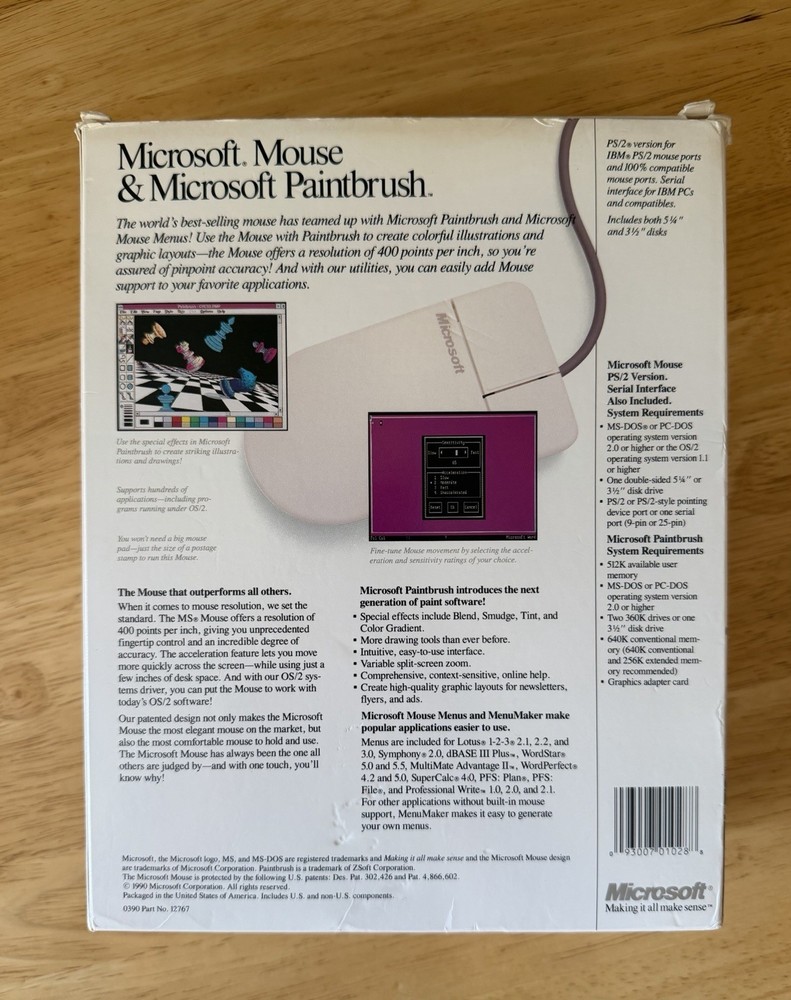 Microsoft® Mouse
& Microsoft Paintbrush™
The world's best-selling mouse has teamed up with Microsoft Paintbrush and Microsoft
Mouse Menus! Use the Mouse with Paintbrush to create colorful illustrations and
graphic layouts—the Mouse offers a resolution of 400 points per inch, so you're
assured of pinpoint accuracy! And with our utilities, you can easily add Mouse
support to your favorite applications.
Microsoft
Use the special effects in Microsoft
Paintbrush to create striking illustra-
tions and drawings!
Supports hundreds of
applications—including pro-
grams running under OS/2.
You won't need a big mouse
pad—just the size of a postage
stamp to run this Mouse.
Fine-tune Mouse movement by selecting the accel-
eration and sensitivity ratings of your choice.
The Mouse that outperforms all others.
When it comes to mouse resolution, we set the
standard. The MS® Mouse offers a resolution of
400 points per inch, giving you unprecedented
fingertip control and an incredible degree of
accuracy. The acceleration feature lets you move
more quickly across the screen—while using just a
few inches of desk space. And with our OS/2 sys-
tems driver, you can put the Mouse to work with
today's OS/2 software!
Our patented design not only makes the Microsoft
Mouse the most elegant mouse on the market, but
also the most comfortable mouse to hold and use.
The Microsoft Mouse has always been the one all
others are judged by—and with one touch, you'll
know why!
Microsoft Paintbrush introduces the next
generation of paint software!
• Special effects include Blend, Smudge, Tint, and
Color Gradient.
• More drawing tools than ever before.
• Intuitive, easy-to-use interface.
• Variable split-screen zoom.
• Comprehensive, context-sensitive, online help.
• Create high-quality graphic layouts for newsletters,
flyers, and ads.
Microsoft Mouse Menus and MenuMaker make
popular applications easier to use.
Menus are included for Lotus® 1-2-3® 2.1, 2.2, and
3.0, Symphony® 2.0, dBASE III Plus™, WordStar®
5.0 and 5.5, MultiMate Advantage II™, WordPerfect®
4.2 and 5.0, SuperCalc® 4.0, PFS: Plan®, PFS:
File®, and Professional Write™ 1.0, 2.0, and 2.1.
For other applications without built-in mouse
support, MenuMaker makes it easy to generate
your own menus.
PS/2® version for
IBM® PS/2 mouse ports
and 100% compatible
mouse ports. Serial
interface for IBM PCs
and compatibles.
Includes both 5¼"
and 3½" disks
Microsoft Mouse
PS/2 Version.
Serial Interface
Also Included.
System Requirements
• MS-DOS® or PC-DOS
operating system version
2.0 or higher or the OS/2
operating system version 1.1
or higher
• One double-sided 5¼" or
3½" disk drive
• PS/2 or PS/2-style pointing
device port or one serial
port (9-pin or 25-pin)
Microsoft Paintbrush
System Requirements
• 512K available user
memory
• MS-DOS or PC-DOS
operating system version
2.0 or higher
• Two 360K drives or one
3½" disk drive
• 640K conventional mem-
ory (640K conventional
and 256K extended mem-
ory recommended)
• Graphics adapter card
0 93007 01028 8
Microsoft®
Making it all make sense™
Microsoft, the Microsoft logo, MS, and MS-DOS are registered trademarks and Making it all make sense and the Microsoft Mouse design
are trademarks of Microsoft Corporation. Paintbrush is a trademark of ZSoft Corporation.
The Microsoft Mouse is protected by the following U.S. patents: Des. Pat. 302,426 and Pat. 4,866,602.
© 1990 Microsoft Corporation. All rights reserved.
Packaged in the United States of America. Includes U.S. and non-U.S. components.
0390 Part No. 12767